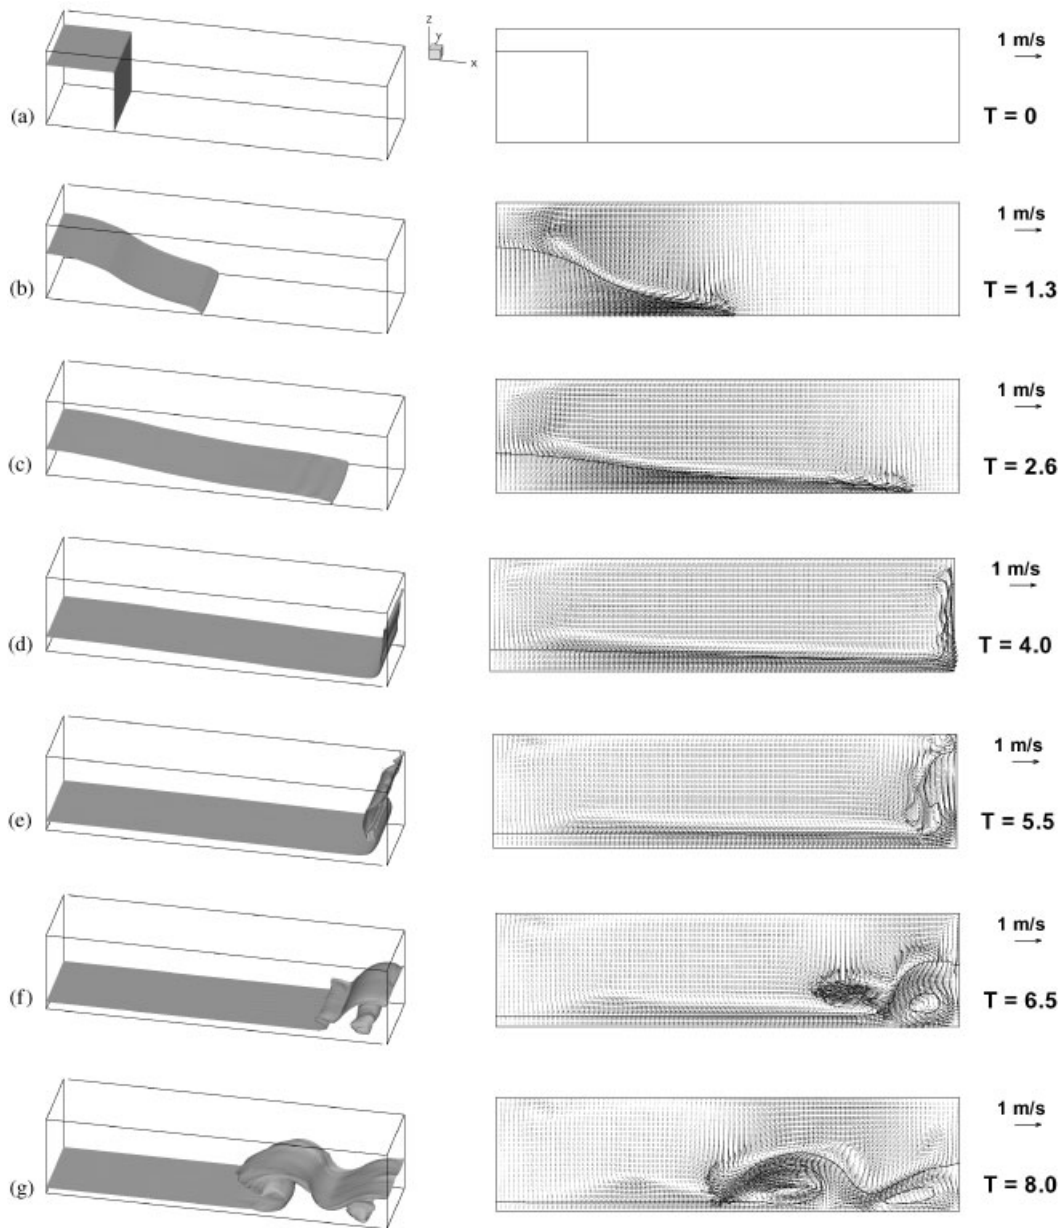 z
y
x
1 m/s
(a)
T = 0
1 m/s
(b)
T = 1.3
1 m/s
(c)
T = 2.6
1 m/s
(d)
T = 4.0
1 m/s
(e)
T = 5.5
1 m/s
(f)
T = 6.5
1 m/s
(g)
T = 8.0